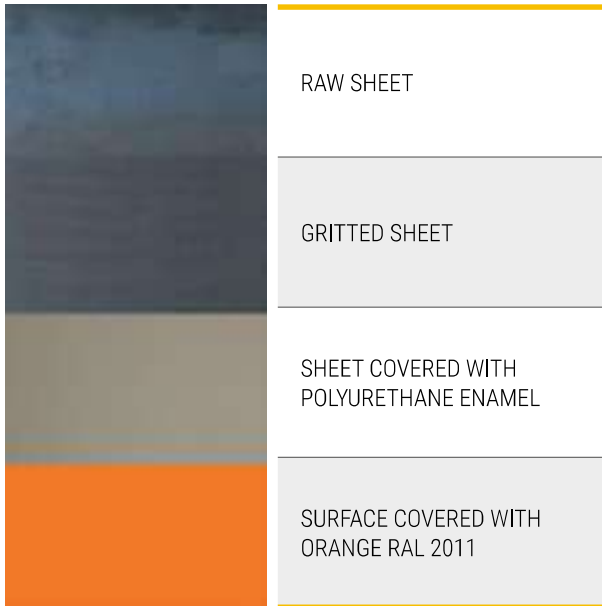 RAW SHEET
GRITTED SHEET
SHEET COVERED WITH
POLYURETHANE ENAMEL
SURFACE COVERED WITH
ORANGE RAL 2011